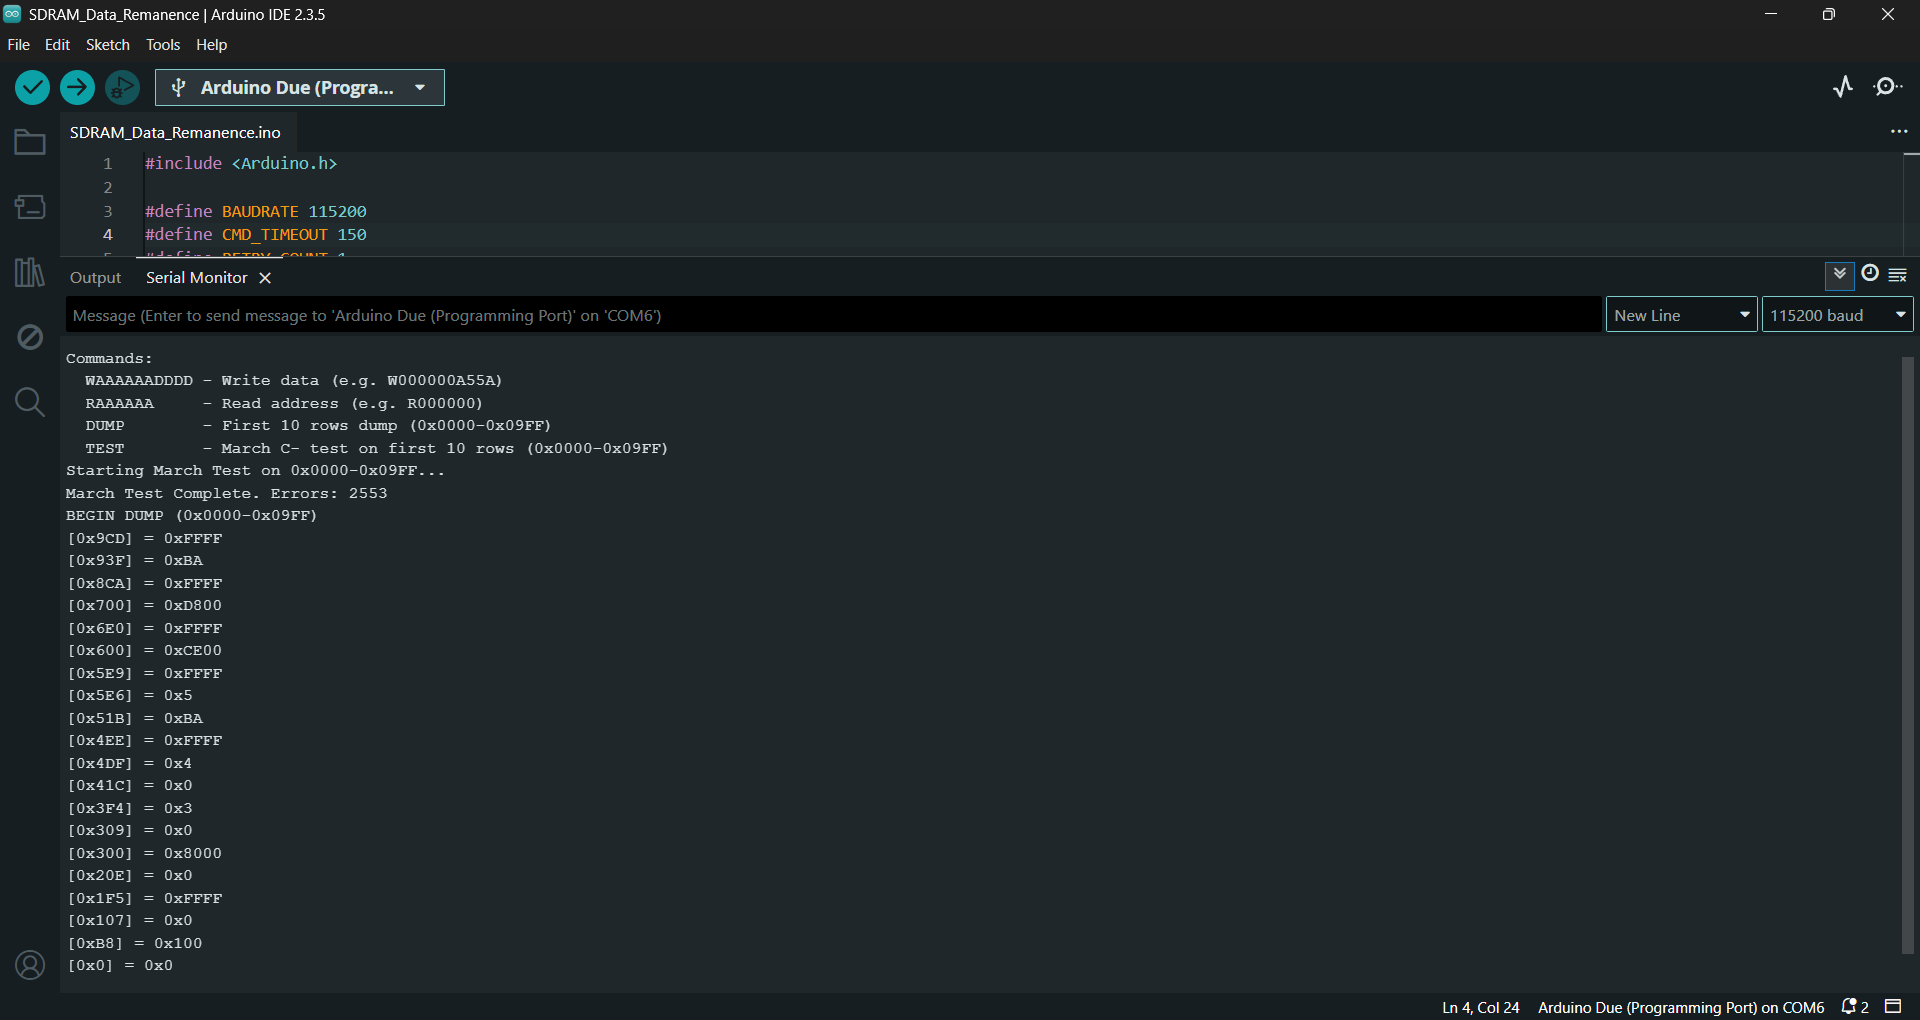 SDRAM_Data_Remanence | Arduino IDE 2.3.5
File Edit Sketch Tools Help
Arduino Due (Progra...
SDRAM_Data_Remanence.ino
1 #include <Arduino.h>
2
3 #define BAUDRATE 115200
4 #define CMD_TIMEOUT 150
5 #define RETRY_COUNT 1
Output Serial Monitor
Message (Enter to send message to 'Arduino Due (Programming Port)' on 'COM6')
New Line
115200 baud
Commands:
WAAAAAADDDD - Write data (e.g. W000000A55A)
RAAAAAA - Read address (e.g. R000000)
DUMP - First 10 rows dump (0x0000-0x09FF)
TEST - March C- test on first 10 rows (0x0000-0x09FF)
Starting March Test on 0x0000-0x09FF...
March Test Complete. Errors: 2553
BEGIN DUMP (0x0000-0x09FF)
[0x9CD] = 0xFFFF
[0x93F] = 0xBA
[0x8CA] = 0xFFFF
[0x700] = 0xD800
[0x6E0] = 0xFFFF
[0x600] = 0xCE00
[0x5E9] = 0xFFFF
[0x5E6] = 0x5
[0x51B] = 0xBA
[0x4EE] = 0xFFFF
[0x4DF] = 0x4
[0x41C] = 0x0
[0x3F4] = 0x3
[0x309] = 0x0
[0x300] = 0x8000
[0x20E] = 0x0
[0x1F5] = 0xFFFF
[0x107] = 0x0
[0xB8] = 0x100
[0x0] = 0x0
Ln 4, Col 24 Arduino Due (Programming Port) on COM6 2